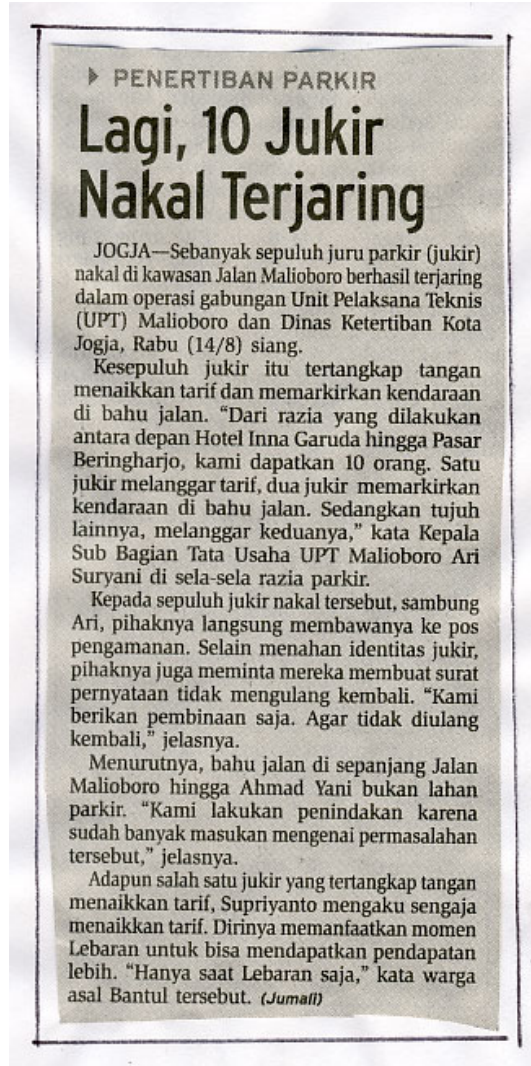 PENERTIBAN PARKIR
Lagi, 10 Jukir
Nakal Terjaring
JOGJA—Sebanyak sepuluh juru parkir (jukir)
nakal di kawasan Jalan Malioboro berhasil terjaring
dalam operasi gabungan Unit Pelaksana Teknis
(UPT) Malioboro dan Dinas Ketertiban Kota
Jogja, Rabu (14/8) siang.
Kesepuluh jukir itu tertangkap tangan
menaikkan tarif dan memarkirkan kendaraan
di bahu jalan. “Dari razia yang dilakukan
antara depan Hotel Inna Garuda hingga Pasar
Beringharjo, kami dapatkan 10 orang. Satu
jukir melanggar tarif, dua jukir memarkirkan
kendaraan di bahu jalan. Sedangkan tujuh
lainnya, melanggar keduanya,” kata Kepala
Sub Bagian Tata Usaha UPT Malioboro Ari
Suryani di sela-sela razia parkir.
Kepada sepuluh jukir nakal tersebut, sambung
Ari, pihaknya langsung membawanya ke pos
pengamanan. Selain menahan identitas jukir,
pihaknya juga meminta mereka membuat surat
pernyataan tidak mengulang kembali. “Kami
berikan pembinaan saja. Agar tidak diulang
kembali,” jelasnya.
Menurutnya, bahu jalan di sepanjang Jalan
Malioboro hingga Ahmad Yani bukan lahan
parkir. “Kami lakukan penindakan karena
sudah banyak masukan mengenai permasalahan
tersebut,” jelasnya.
Adapun salah satu jukir yang tertangkap tangan
menaikkan tarif, Supriyanto mengaku sengaja
menaikkan tarif. Dirinya memanfaatkan momen
Lebaran untuk bisa mendapatkan pendapatan
lebih. “Hanya saat Lebaran saja,” kata warga
asal Bantul tersebut. (Jumali)